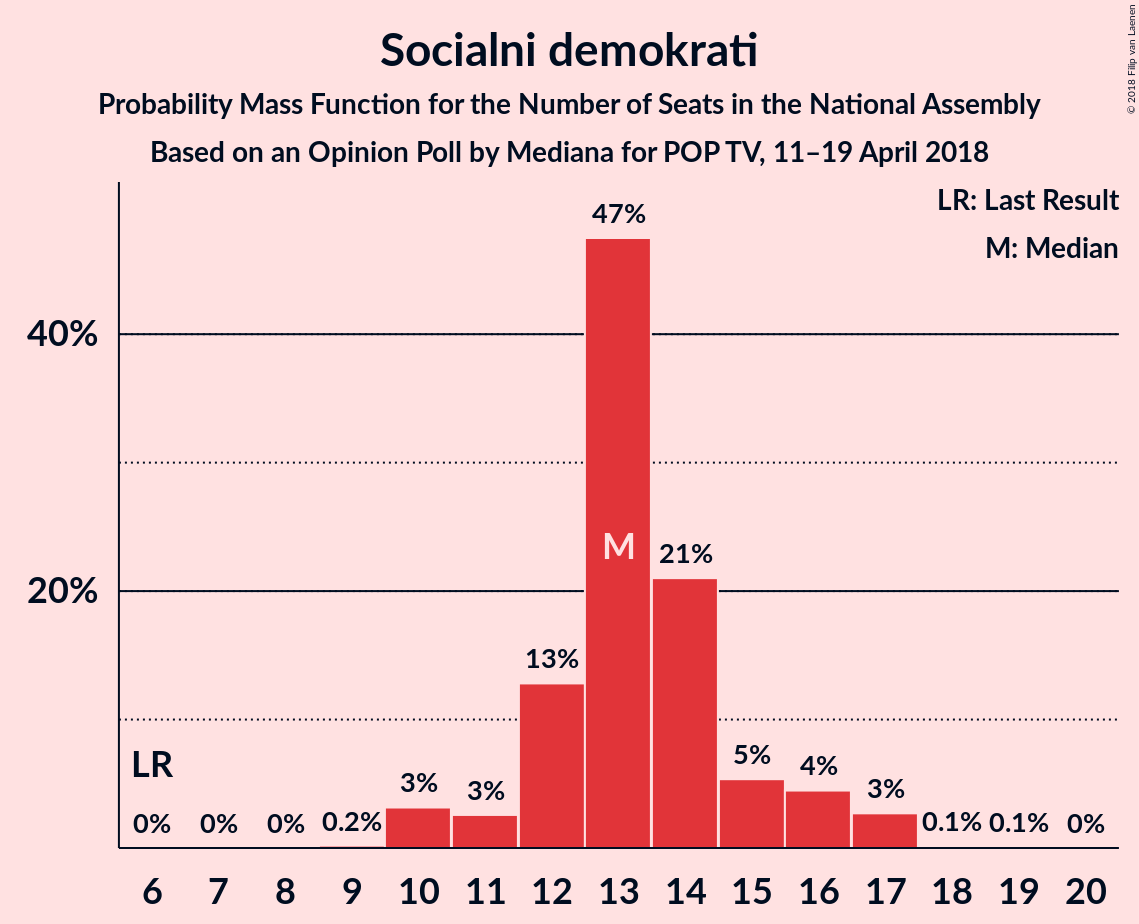 Socialni demokrati
Probability Mass Function for the Number of Seats in the National Assembly
Based on an Opinion Poll by Mediana for POP TV, 11–19 April 2018
© 2018 Filip van Laenen
LR: Last Result
M: Median
47%
40%
M
21%
20%
13%
LR
5%
4%
3%
3%
3%
0%
0%
0%
0.2%
0.1%
0.1%
0%
6 7 8 9 10 11 12 13 14 15 16 17 18 19 20